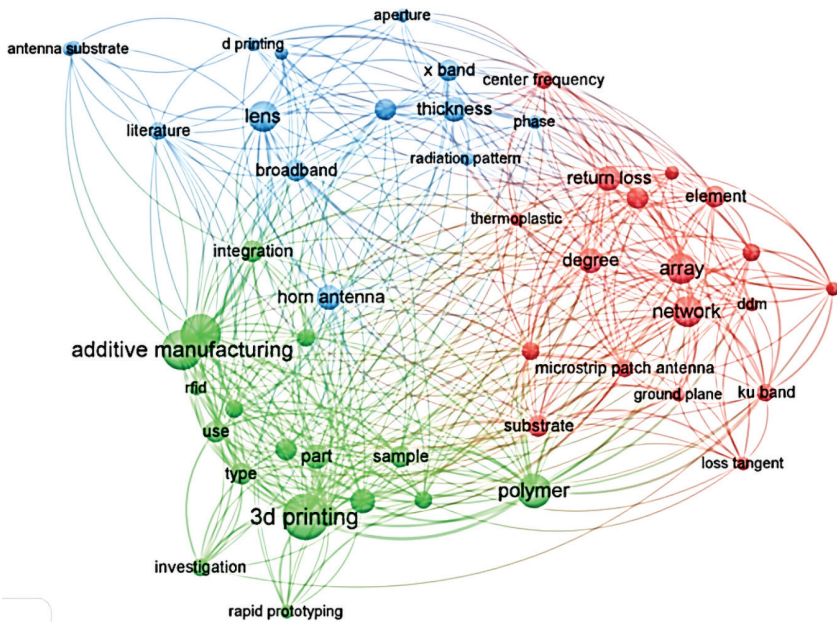 aperture
antenna substrate
d printing
x band
center frequency
lens
thickness
literature
phase
radiation pattern
broadband
return loss
element
thermoplastic
integration
degree
array
horn antenna
ddm
network
additive manufacturing
microstrip patch antenna
rfid
ground plane
ku band
use
substrate
part
sample
loss tangent
type
polymer
3d printing
investigation
rapid prototyping